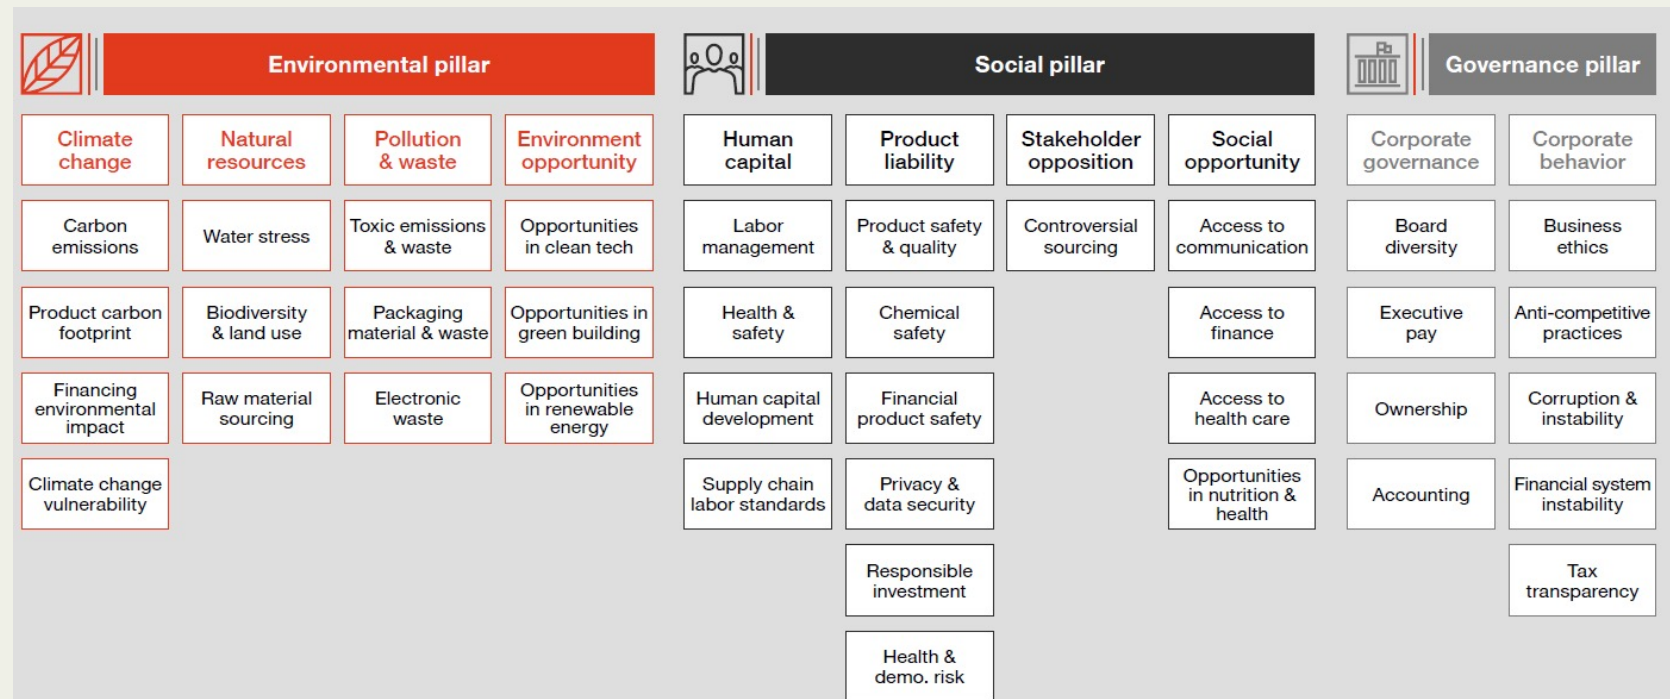 Environmental pillar
Social pillar
Governance pillar
Climate
change
Natural
resources
Pollution
& waste
Environment
opportunity
Human
capital
Product
liability
Stakeholder
opposition
Social
opportunity
Corporate
governance
Corporate
behavior
Carbon
emissions
Water stress
Toxic emissions
& waste
Opportunities
in clean tech
Labor
management
Product safety
& quality
Controversial
sourcing
Access to
communication
Board
diversity
Business
ethics
Product carbon
footprint
Biodiversity
& land use
Packaging
material & waste
Opportunities in
green building
Health &
safety
Chemical
safety
Access to
finance
Executive
pay
Anti-competitive
practices
Financing
environmental
impact
Raw material
sourcing
Electronic
waste
Opportunities
in renewable
energy
Human capital
development
Financial
product safety
Access to
health care
Ownership
Corruption &
instability
Climate change
vulnerability
Supply chain
labor standards
Privacy &
data security
Opportunities
in nutrition &
health
Accounting
Financial system
instability
Responsible
investment
Tax
transparency
Health &
demo. risk